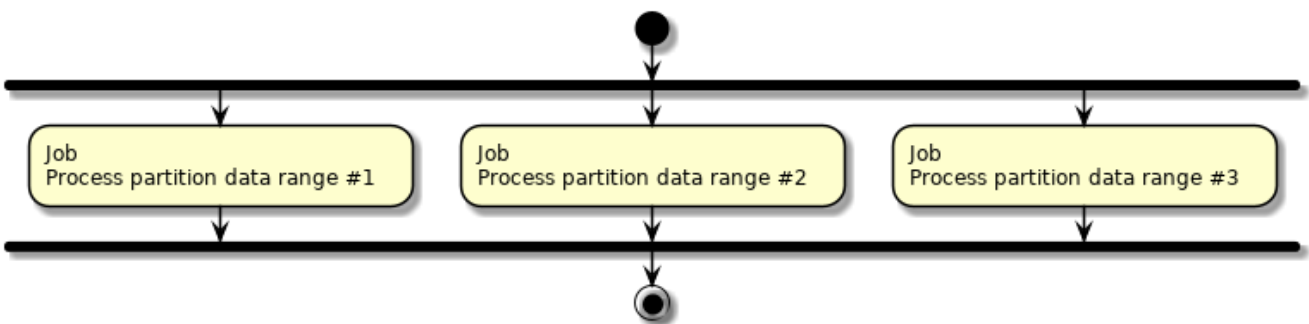 Job
Process partition data range #1
Job
Process partition data range #2
Job
Process partition data range #3